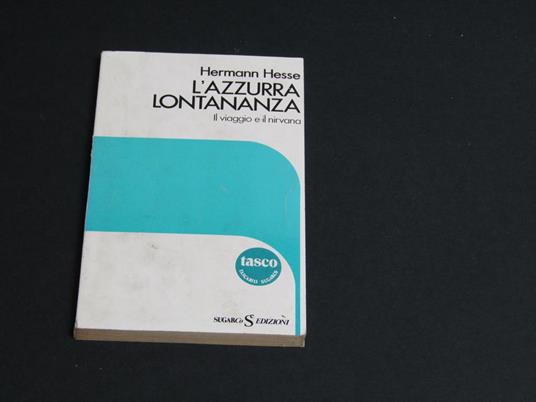 Hermann Hesse
L'AZZURRA
LONTANANZA
Il viaggio e il nirvana
tasco
SUGARCo EDIZIONI